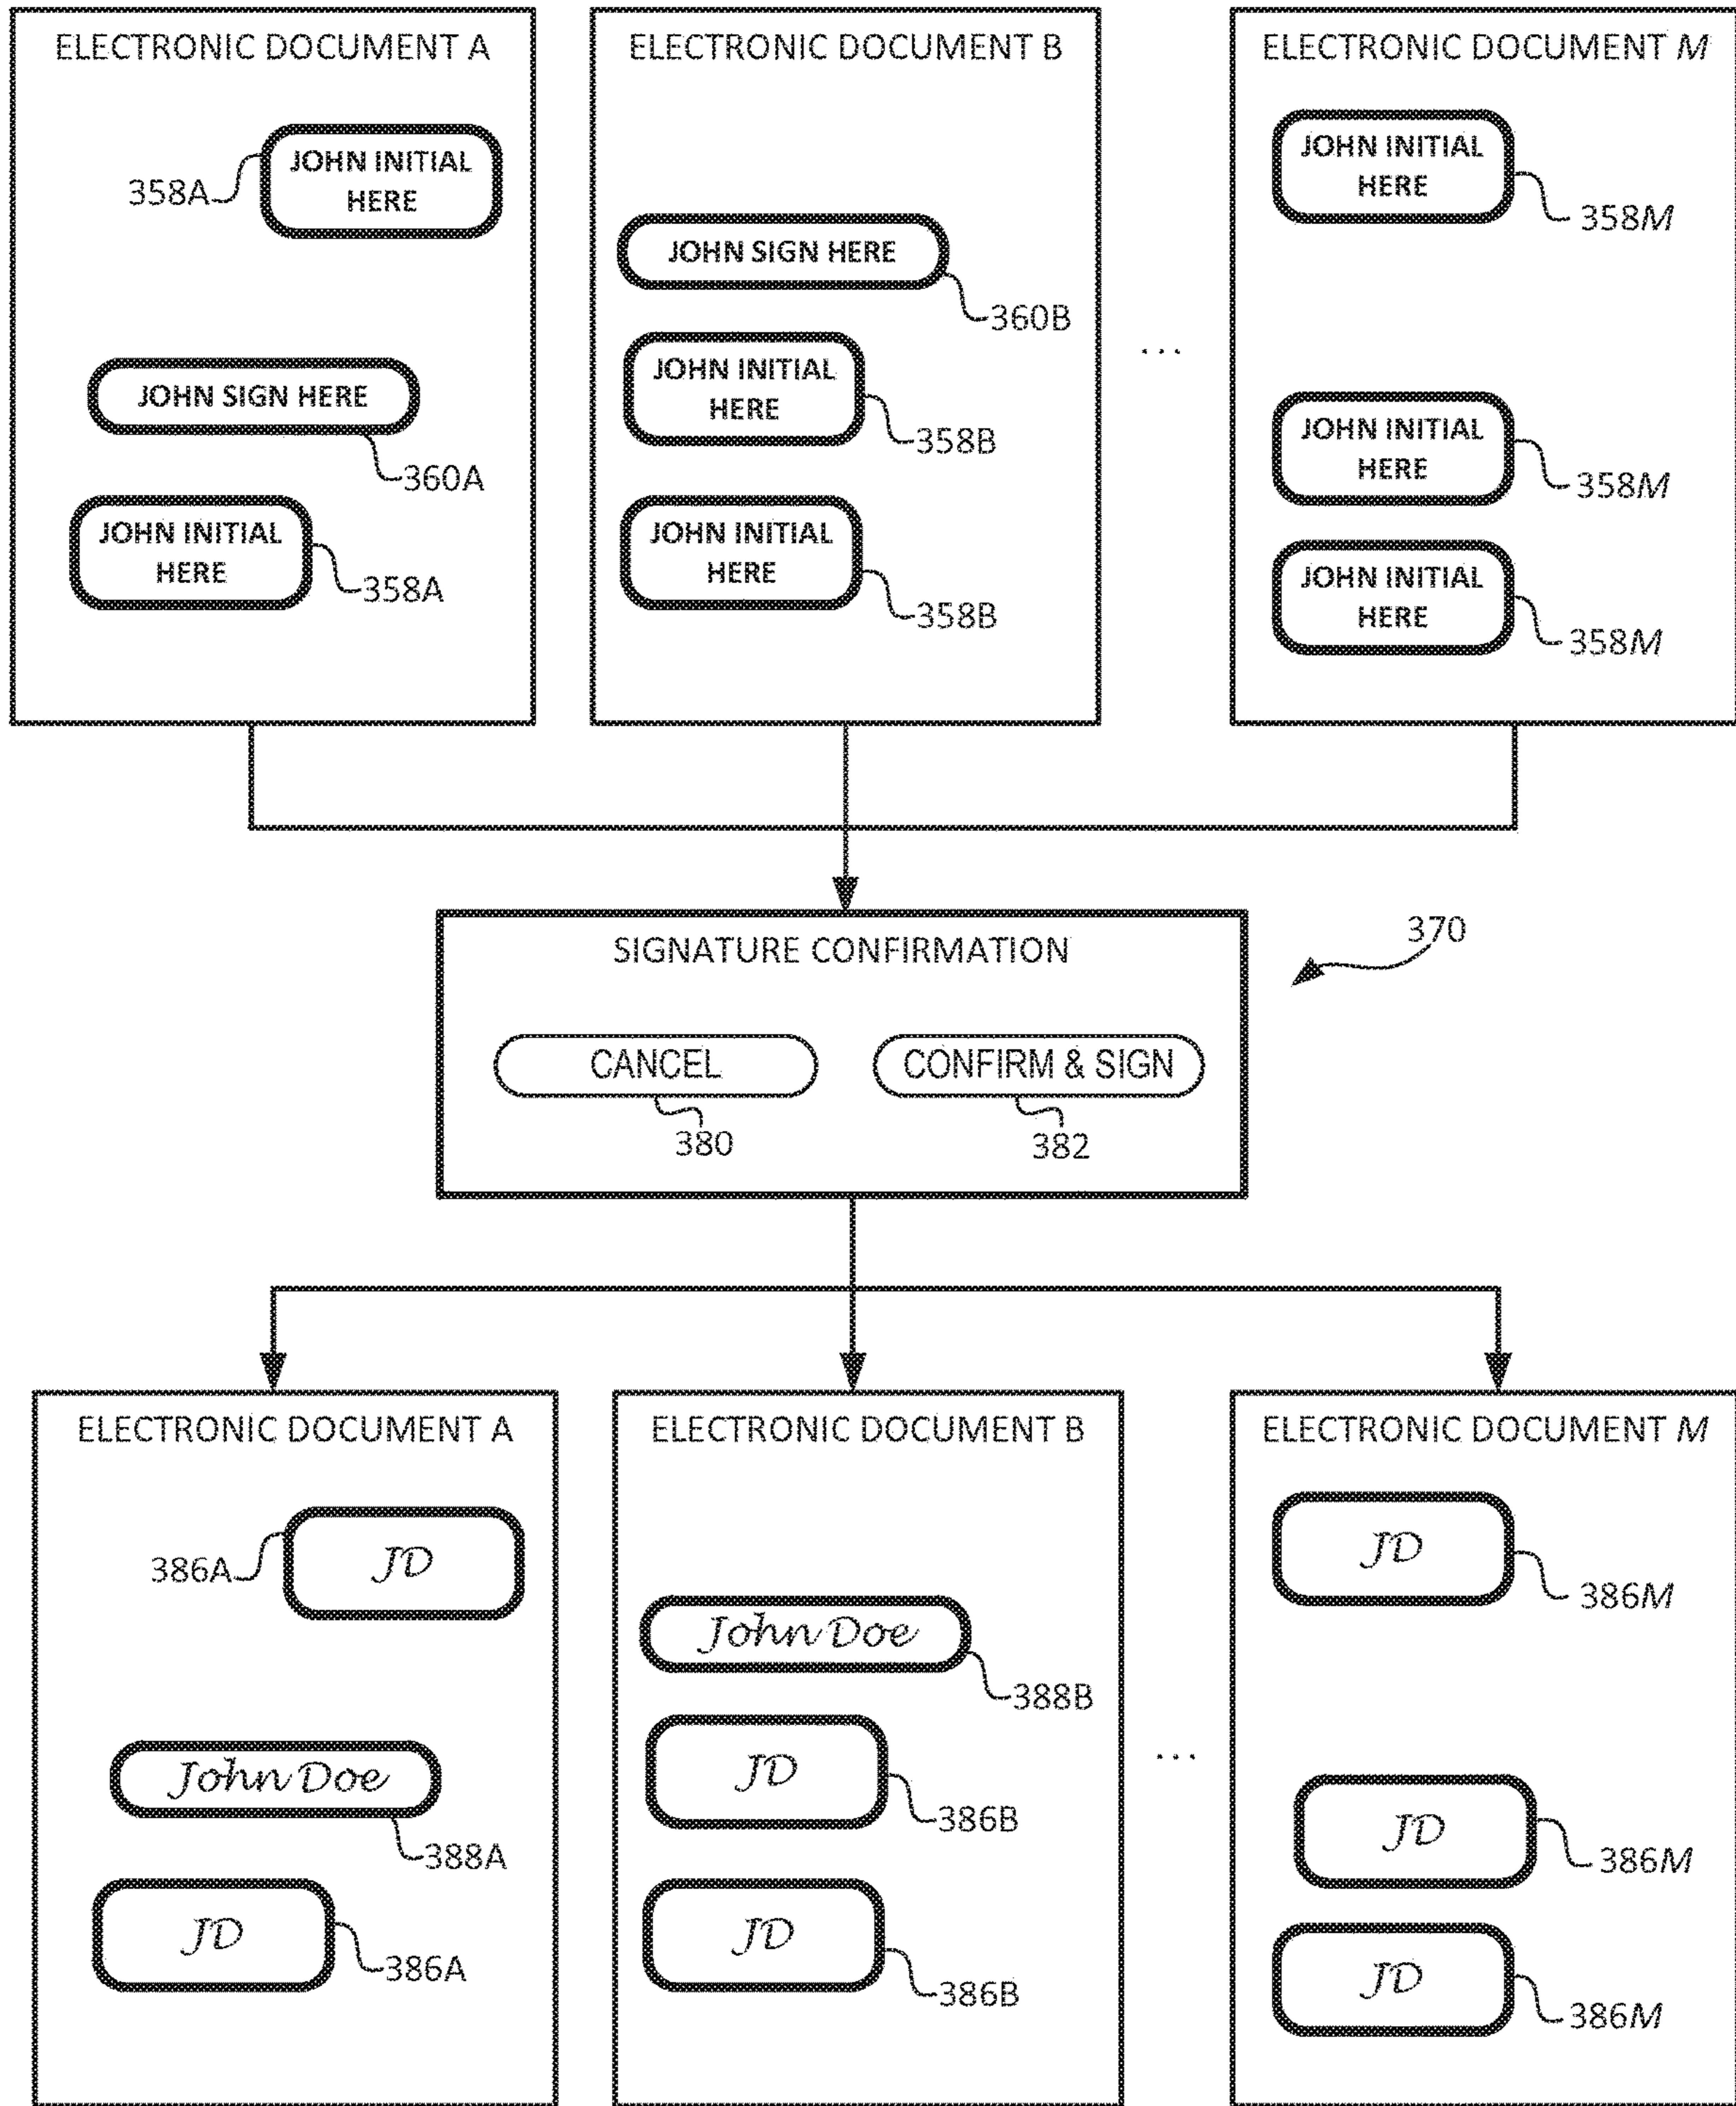 ELECTRONIC DOCUMENT A
JOHN INITIAL
HERE
358A
JOHN SIGN HERE
360A
JOHN INITIAL
HERE
358A
ELECTRONIC DOCUMENT B
JOHN SIGN HERE
360B
JOHN INITIAL
HERE
358B
JOHN INITIAL
HERE
358B
...
ELECTRONIC DOCUMENT M
JOHN INITIAL
HERE
358M
JOHN INITIAL
HERE
358M
JOHN INITIAL
HERE
358M
SIGNATURE CONFIRMATION
370
CANCEL
380
CONFIRM & SIGN
382
ELECTRONIC DOCUMENT A
JD
386A
John Doe
388A
JD
386A
ELECTRONIC DOCUMENT B
John Doe
388B
JD
386B
JD
386B
...
ELECTRONIC DOCUMENT M
JD
386M
JD
386M
JD
386M